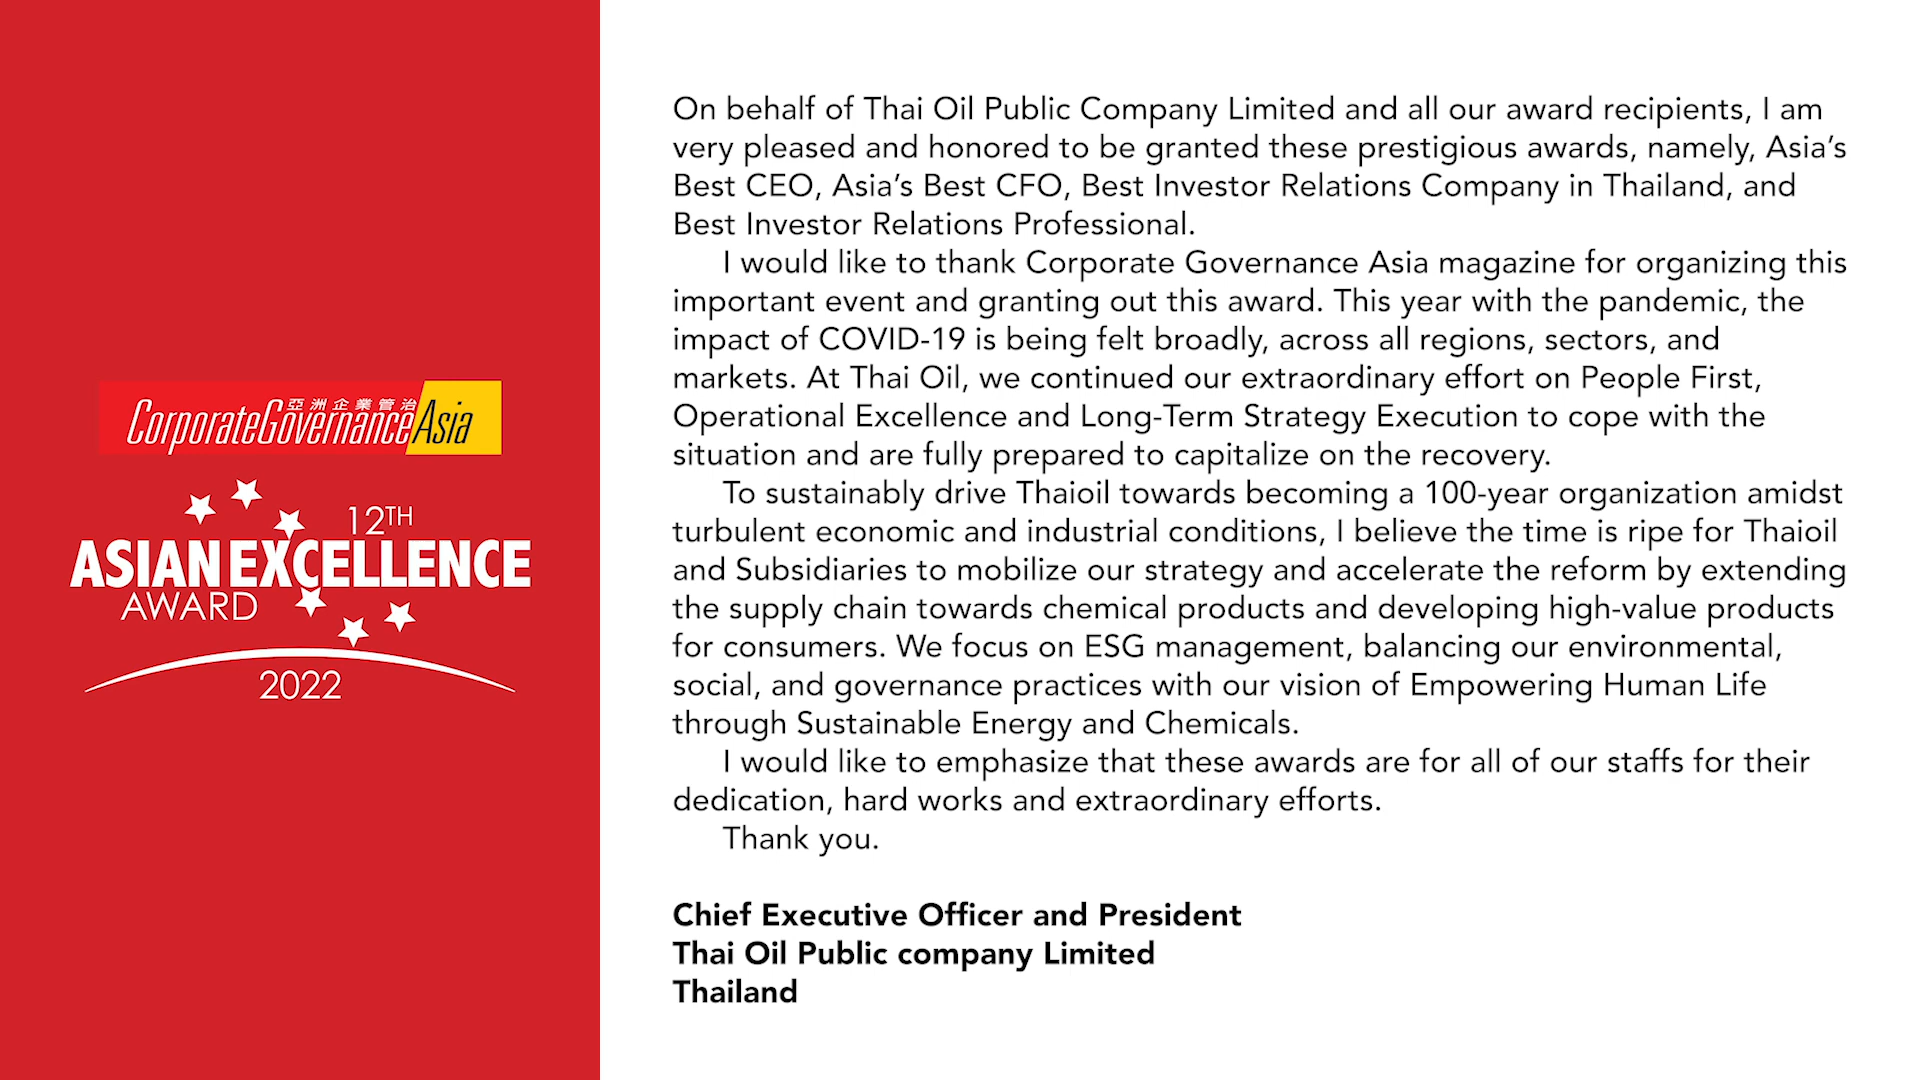 亞洲企業管治
CorporateGovernanceAsia
12TH
ASIAN EXCELLENCE
AWARD
2022
On behalf of Thai Oil Public Company Limited and all our award recipients, I am
very pleased and honored to be granted these prestigious awards, namely, Asia’s
Best CEO, Asia’s Best CFO, Best Investor Relations Company in Thailand, and
Best Investor Relations Professional.
I would like to thank Corporate Governance Asia magazine for organizing this
important event and granting out this award. This year with the pandemic, the
impact of COVID-19 is being felt broadly, across all regions, sectors, and
markets. At Thai Oil, we continued our extraordinary effort on People First,
Operational Excellence and Long-Term Strategy Execution to cope with the
situation and are fully prepared to capitalize on the recovery.
To sustainably drive Thaioil towards becoming a 100-year organization amidst
turbulent economic and industrial conditions, I believe the time is ripe for Thaioil
and Subsidiaries to mobilize our strategy and accelerate the reform by extending
the supply chain towards chemical products and developing high-value products
for consumers. We focus on ESG management, balancing our environmental,
social, and governance practices with our vision of Empowering Human Life
through Sustainable Energy and Chemicals.
I would like to emphasize that these awards are for all of our staffs for their
dedication, hard works and extraordinary efforts.
Thank you.
Chief Executive Officer and President
Thai Oil Public company Limited
Thailand